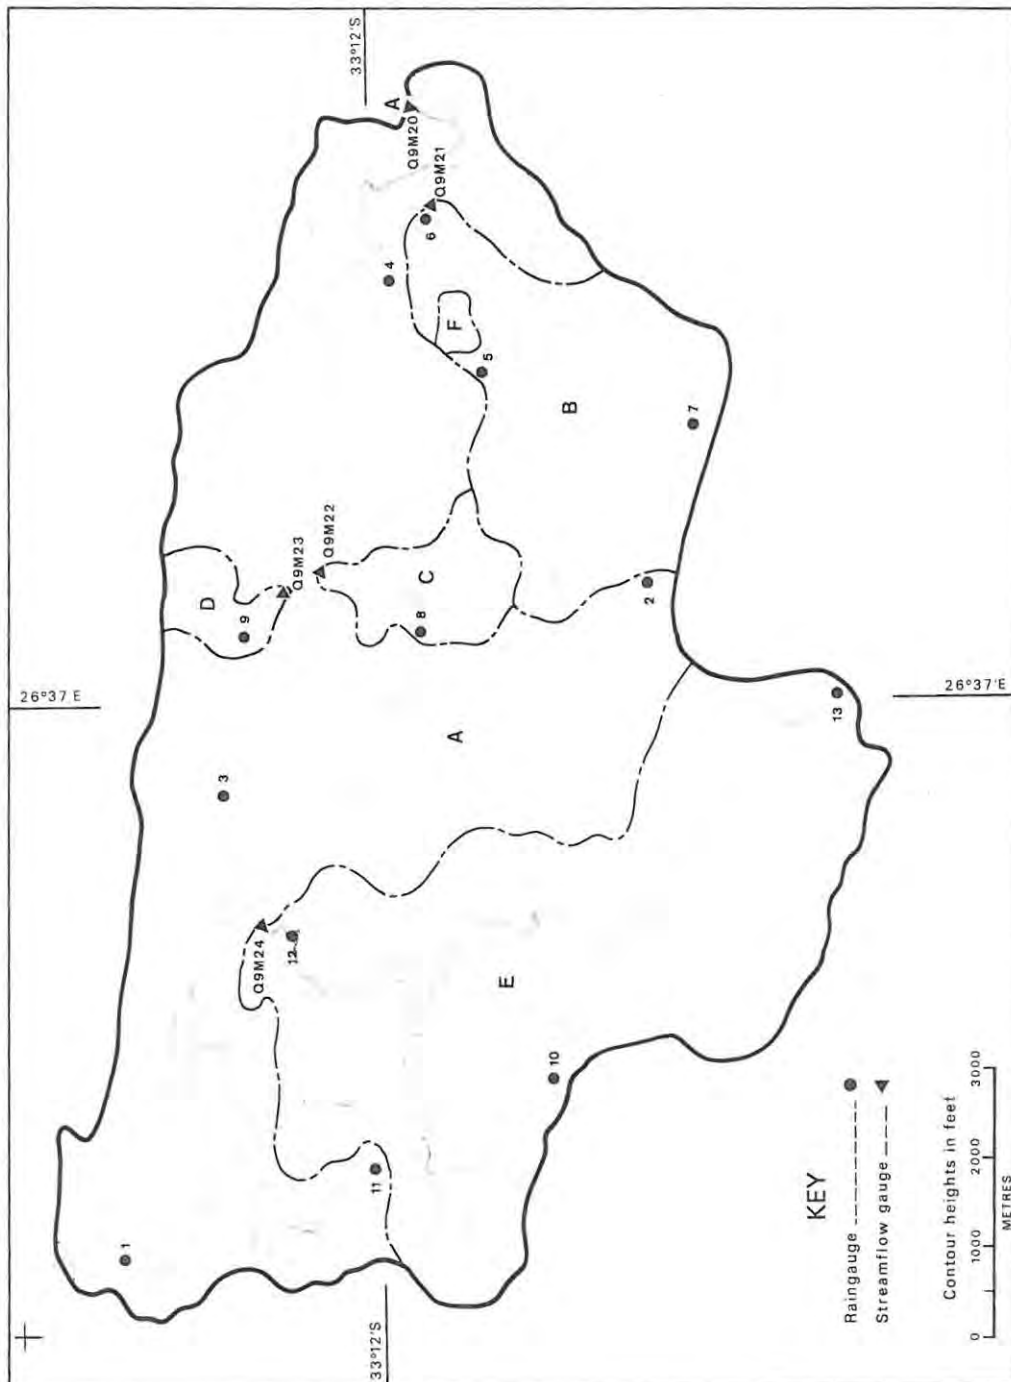 33°12'S
A
Q9M20
Q9M21
6
4
F
5
B
7
Q9M23
Q9M22
D
9
C
8
2
26°37'E
26°37'E
A
3
13
Q9M24
12
E
10
11
1
33°12'S
KEY
Raingauge
Streamflow gauge
Contour heights in feet
0 1000 2000 3000
METRES